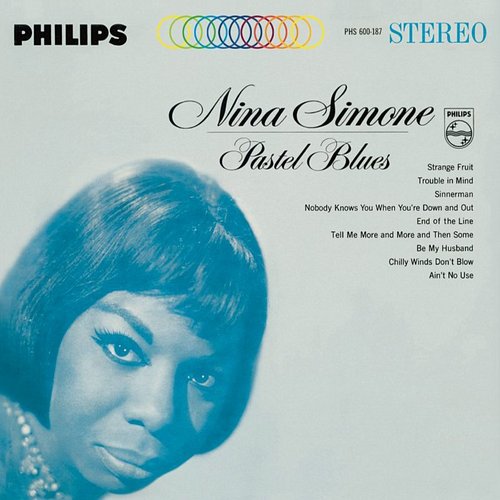 PHILIPS
PHS 600-187 STEREO
Nina Simone
PHILIPS
Pastel Blues
Strange Fruit
Trouble in Mind
Sinnerman
Nobody Knows You When You're Down and Out
End of the Line
Tell Me More and More and Then Some
Be My Husband
Chilly Winds Don't Blow
Ain't No Use